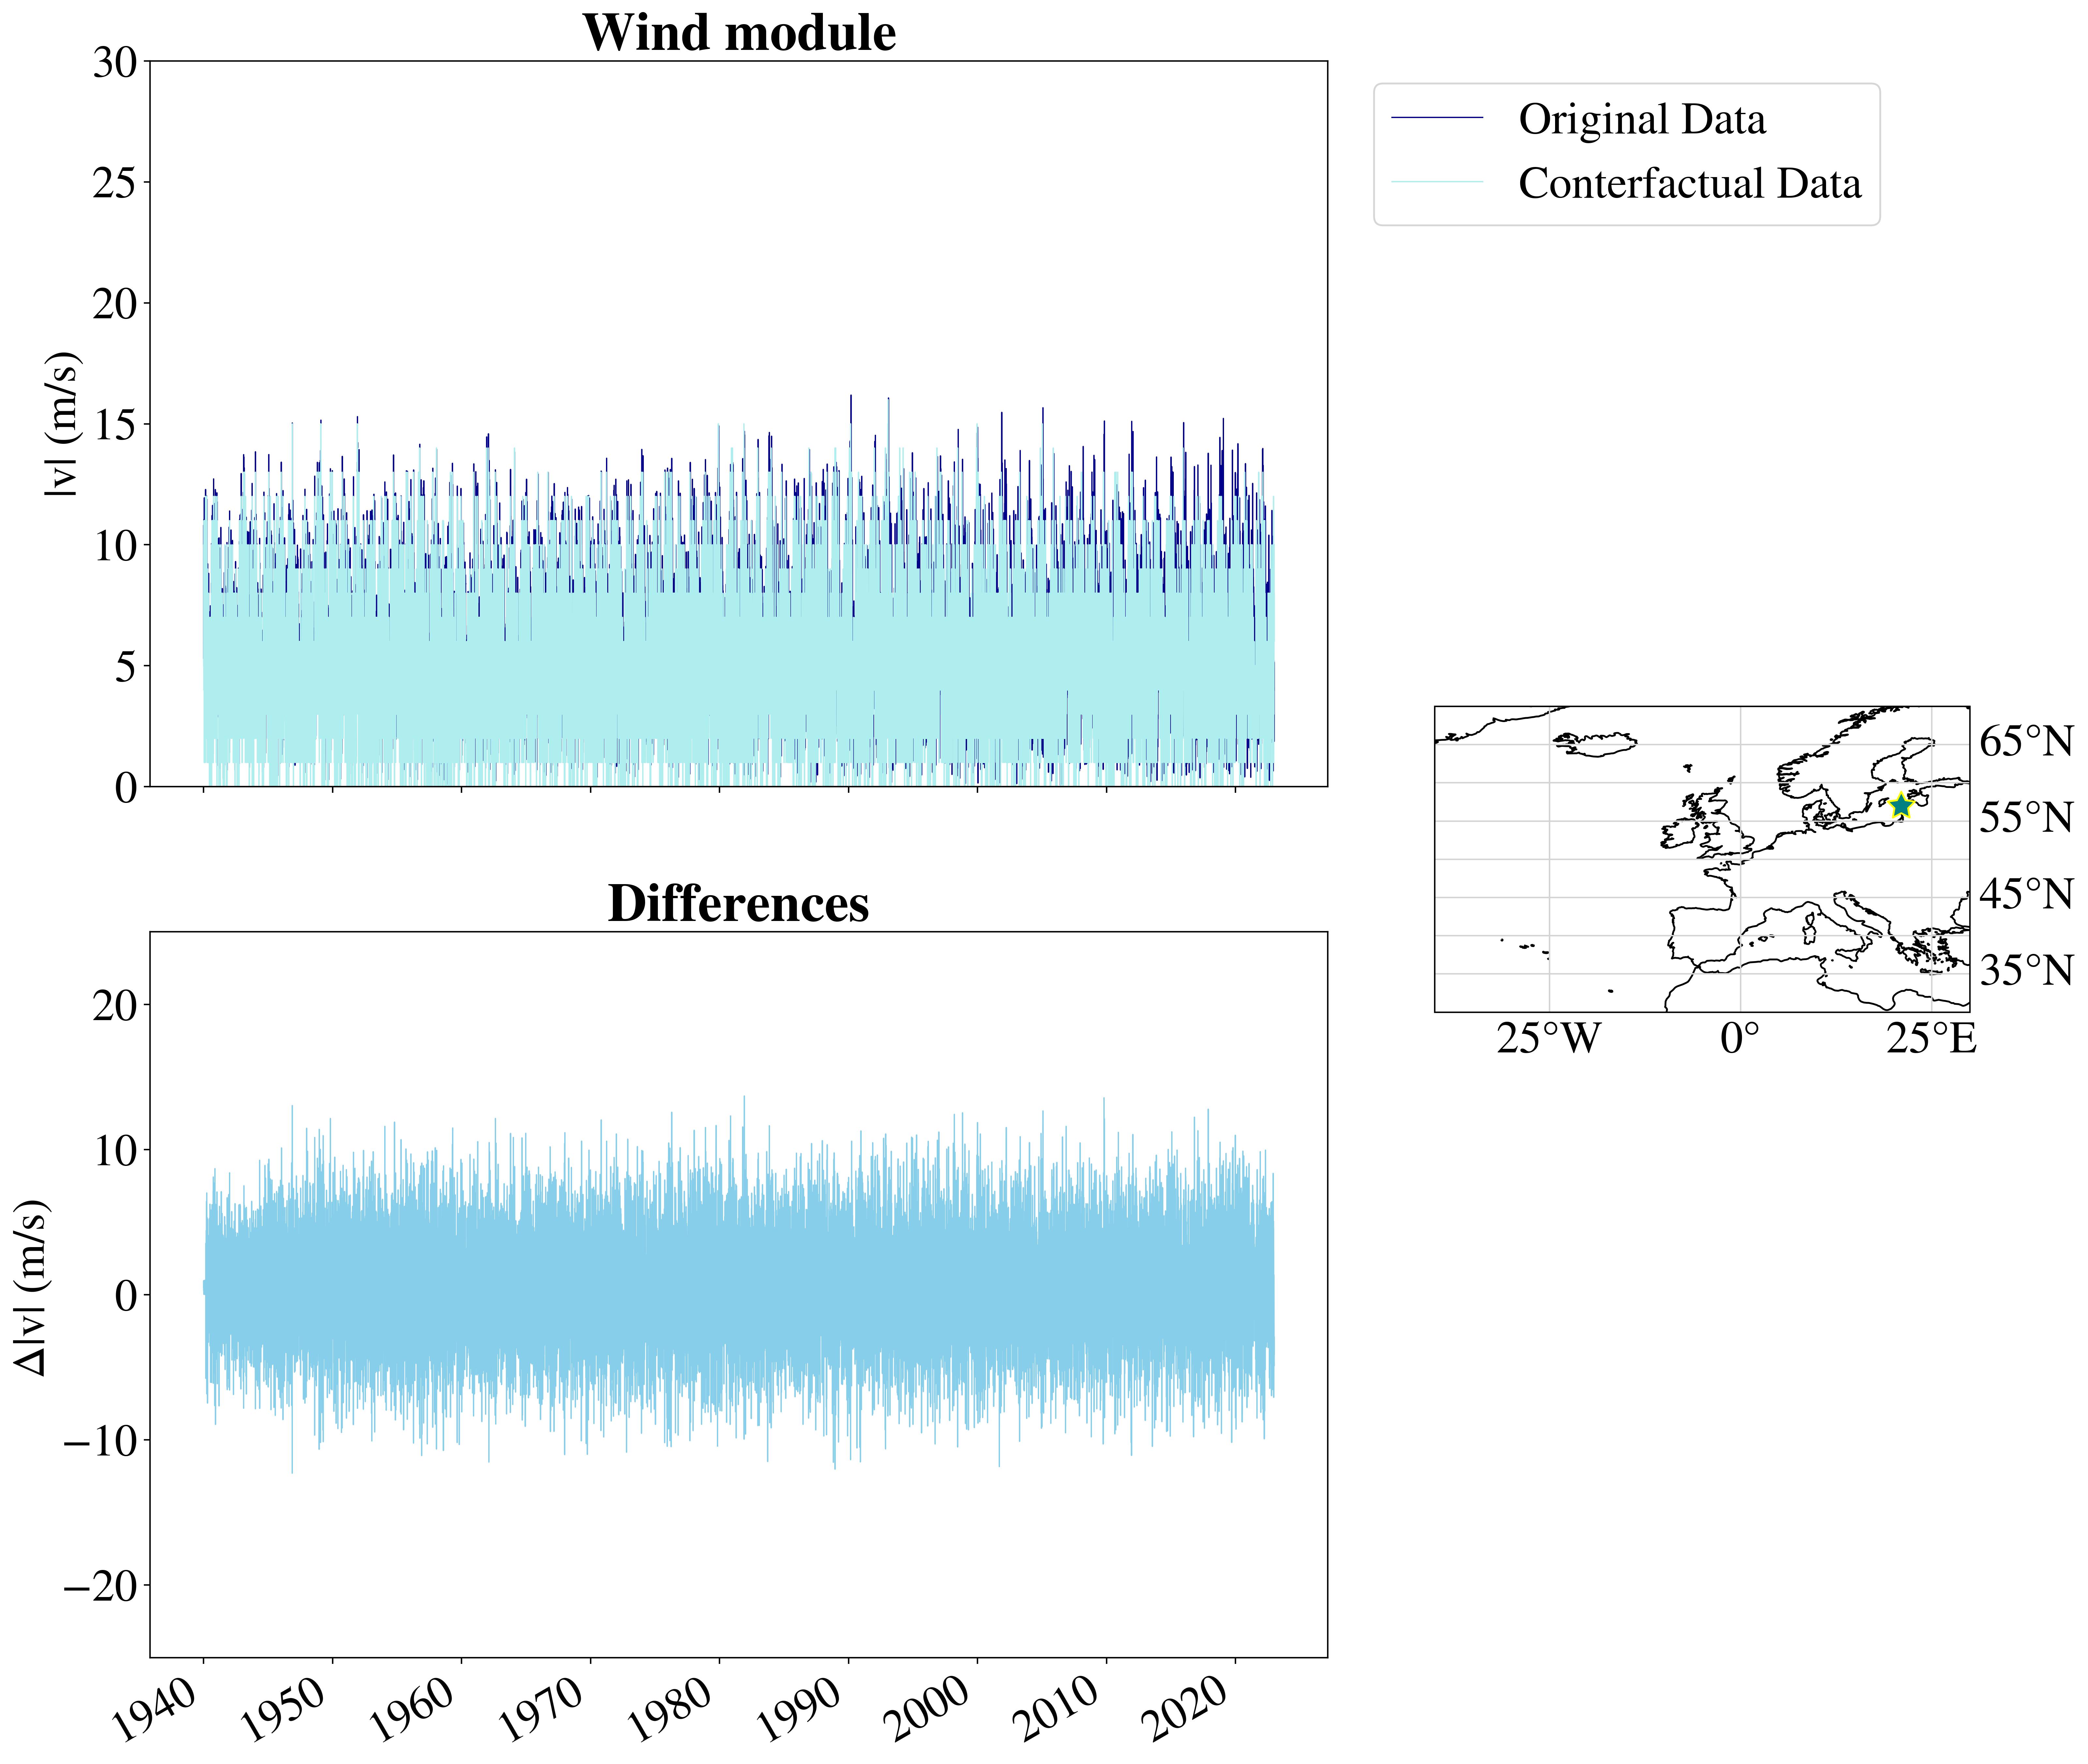 Wind module
30
25
20
15
10
5
0
|v| (m/s)
Original Data
Conterfactual Data
65°N
55°N
45°N
35°N
25°W 0° 25°E
Differences
20
10
0
−10
−20
Δ|v| (m/s)
1940 1950 1960 1970 1980 1990 2000 2010 2020